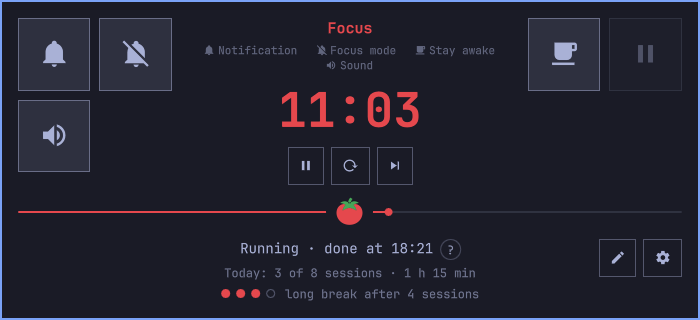 Focus
Notification Focus mode Stay awake
Sound
11:03
Running · done at 18:21 ?
Today: 3 of 8 sessions · 1 h 15 min
long break after 4 sessions